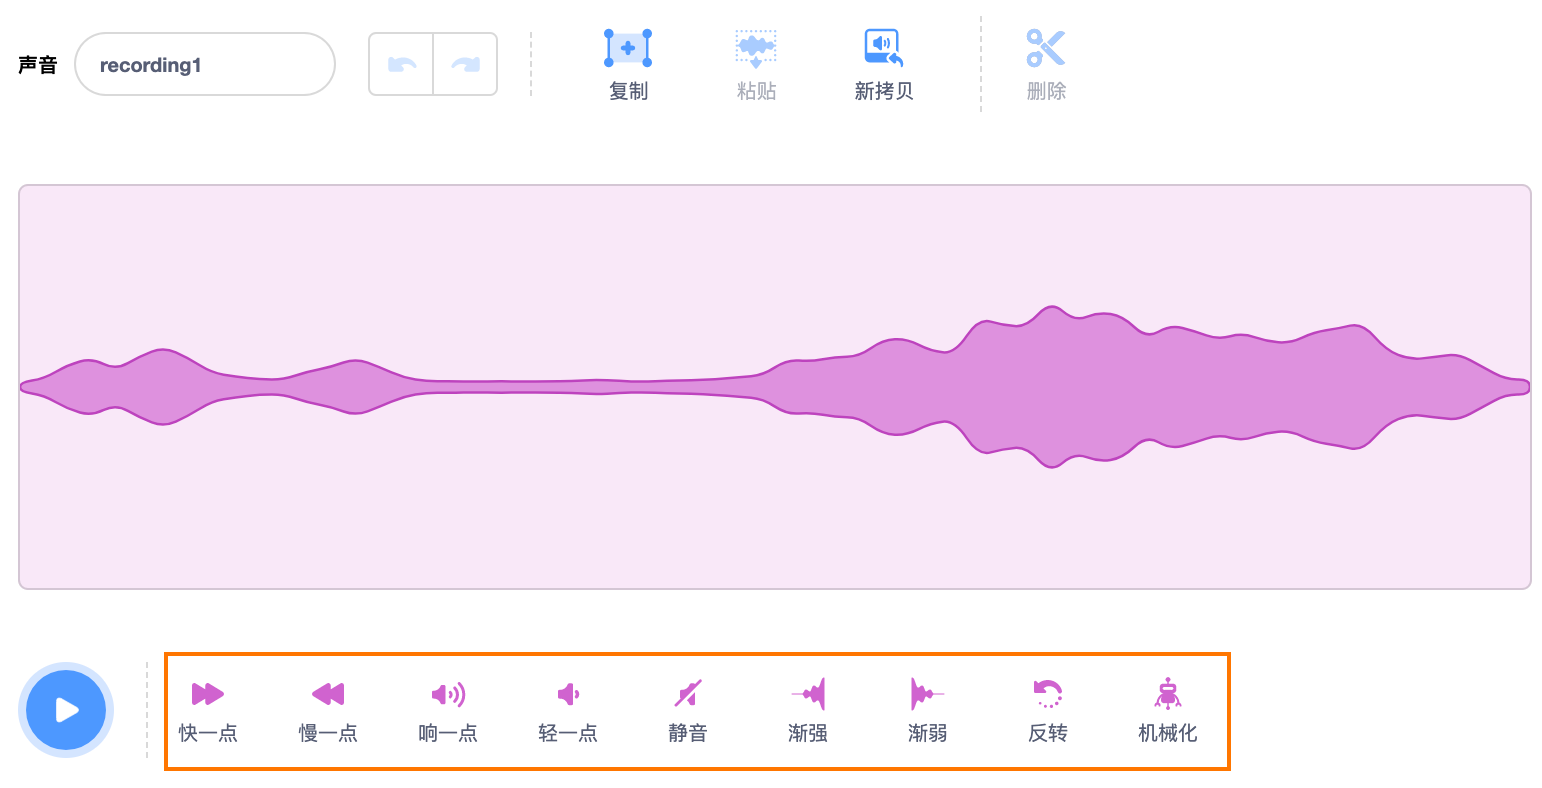 声音
recording1
复制
粘贴
新拷贝
删除
快一点
慢一点
响一点
轻一点
静音
渐强
渐弱
反转
机械化